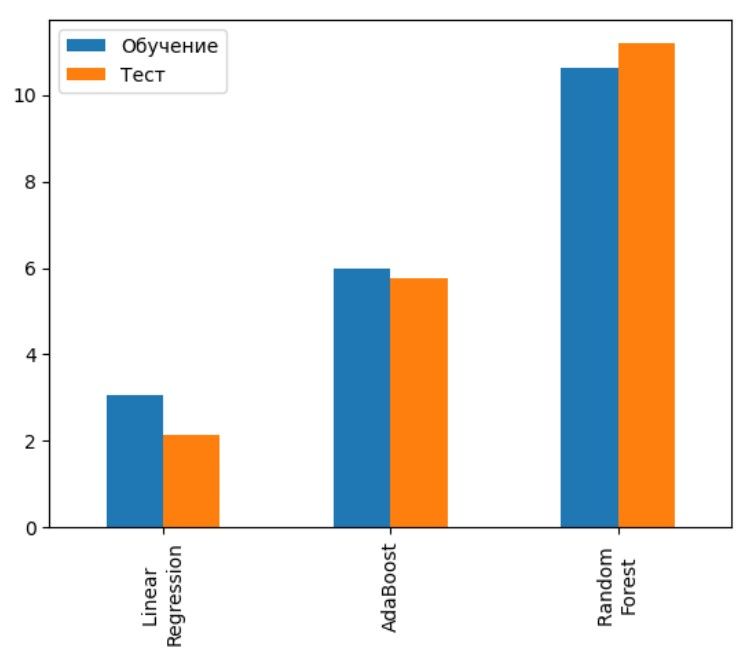 Обучение
Тест
10
8
6
4
2
0
Linear
Regression
AdaBoost
Random
Forest